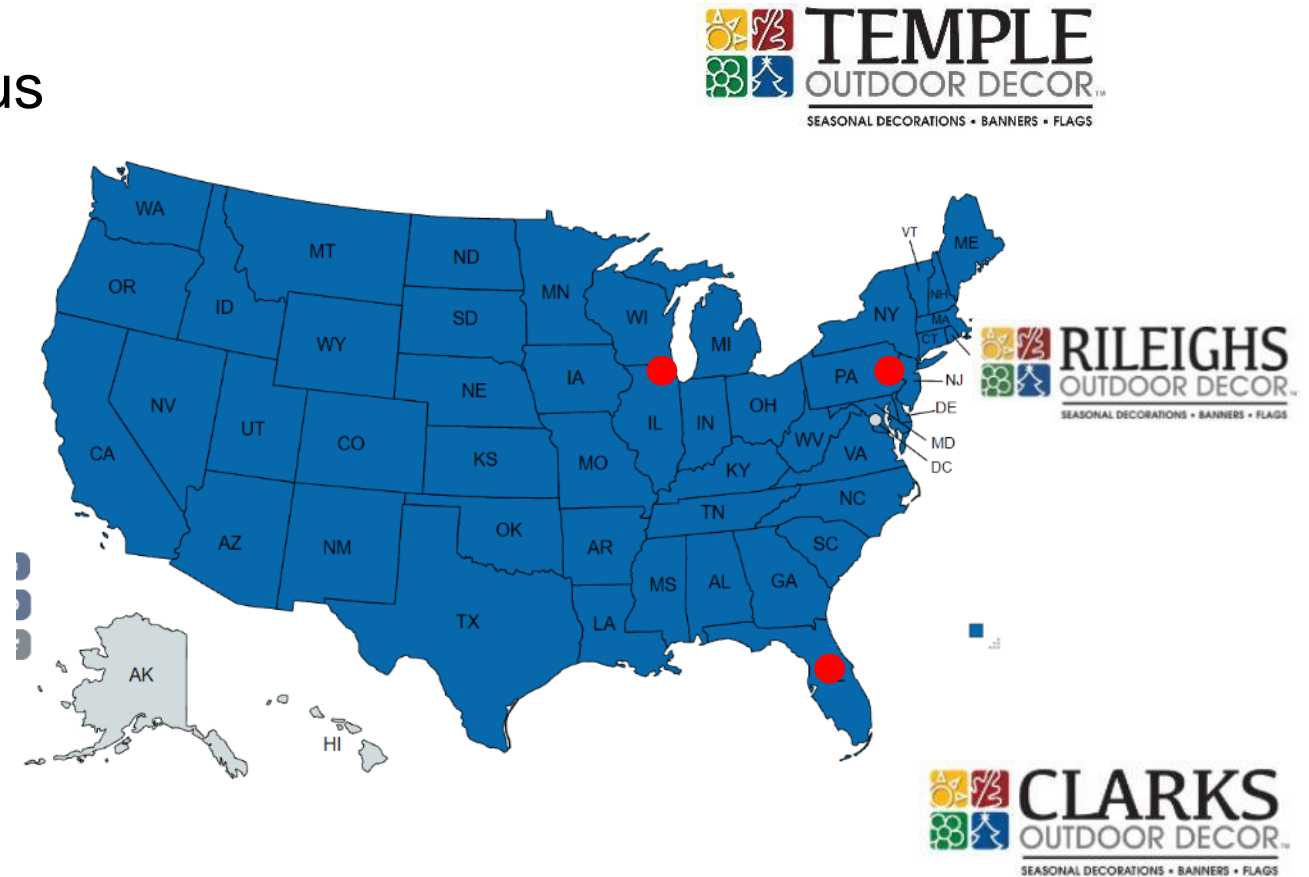 us
TEMPLE
OUTDOOR DECOR™
SEASONAL DECORATIONS • BANNERS • FLAGS
WA
MT
ND
MN
VT
ME
OR
ID
SD
WI
NH
NY
MA
WY
MI
CT
RILEIGHS
OUTDOOR DECOR™
SEASONAL DECORATIONS • BANNERS • FLAGS
IA
PA
NJ
NE
NV
OH
DE
UT
CO
IL
IN
MD
CA
KS
MO
WV
VA
DC
KY
NC
TN
AZ
NM
OK
AR
SC
MS
AL
GA
TX
LA
AK
HI
CLARKS
OUTDOOR DECOR™
SEASONAL DECORATIONS • BANNERS • FLAGS